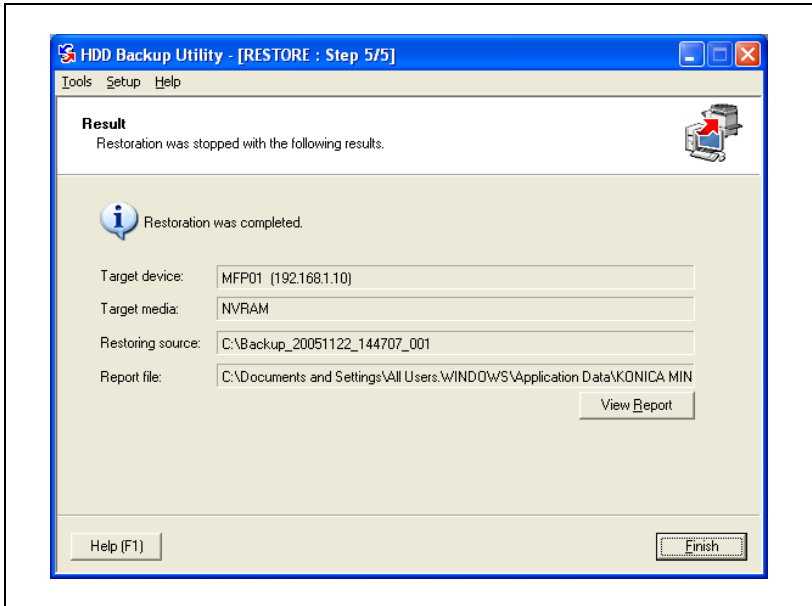 HDD Backup Utility - [RESTORE : Step 5/5]
Tools Setup Help
Result
Restoration was stopped with the following results.
Restoration was completed.
Target device: MFP01 (192.168.1.10)
Target media: NVRAM
Restoring source: C:\Backup_20051122_144707_001
Report file: C:\Documents and Settings\All Users.WINDOWS\Application Data\KONICA MIN
View Report
Help (F1) Finish